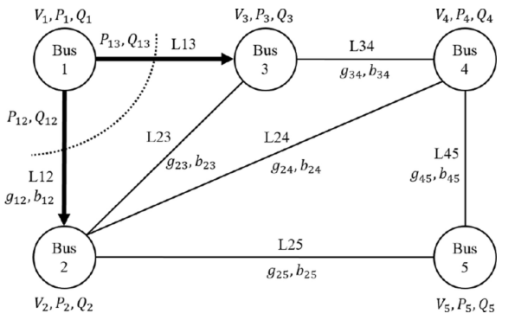 V₁, P₁, Q₁
V₃, P₃, Q₃
V₄, P₄, Q₄
P₁₃, Q₁₃
L13
L34
Bus
1
Bus
3
Bus
4
g₃₄, b₃₄
P₁₂, Q₁₂
L23
L24
g₂₃, b₂₃
g₂₄, b₂₄
L45
g₄₅, b₄₅
L12
g₁₂, b₁₂
L25
Bus
2
Bus
5
g₂₅, b₂₅
V₂, P₂, Q₂
V₅, P₅, Q₅